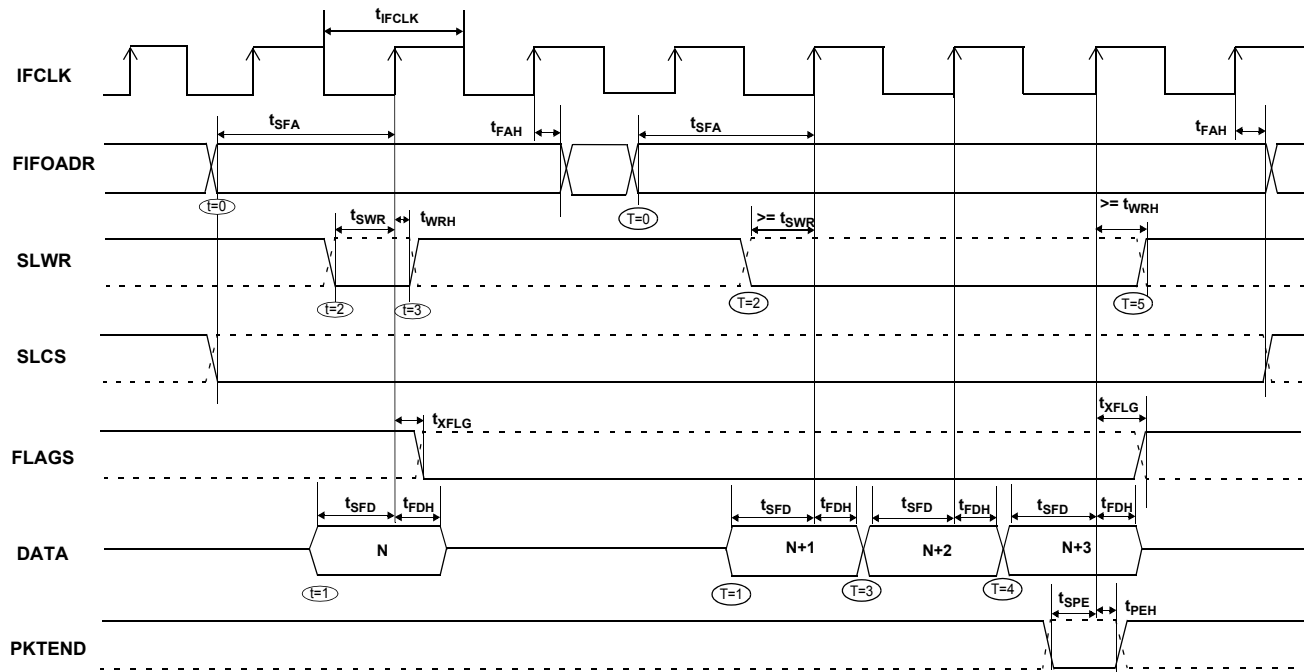 tIFCLK
IFCLK
tSFA
tFAH
tSFA
tFAH
FIFOADR
t=0
T=0
tSWR
tWRH
>= tSWR
>= tWRH
SLWR
t=2
t=3
T=2
T=5
SLCS
tXFLG
tXFLG
FLAGS
tSFD
tFDH
tSFD
tFDH
tSFD
tFDH
tSFD
tFDH
DATA
N
N+1
N+2
N+3
t=1
T=1
T=3
T=4
tSPE
tPEH
PKTEND